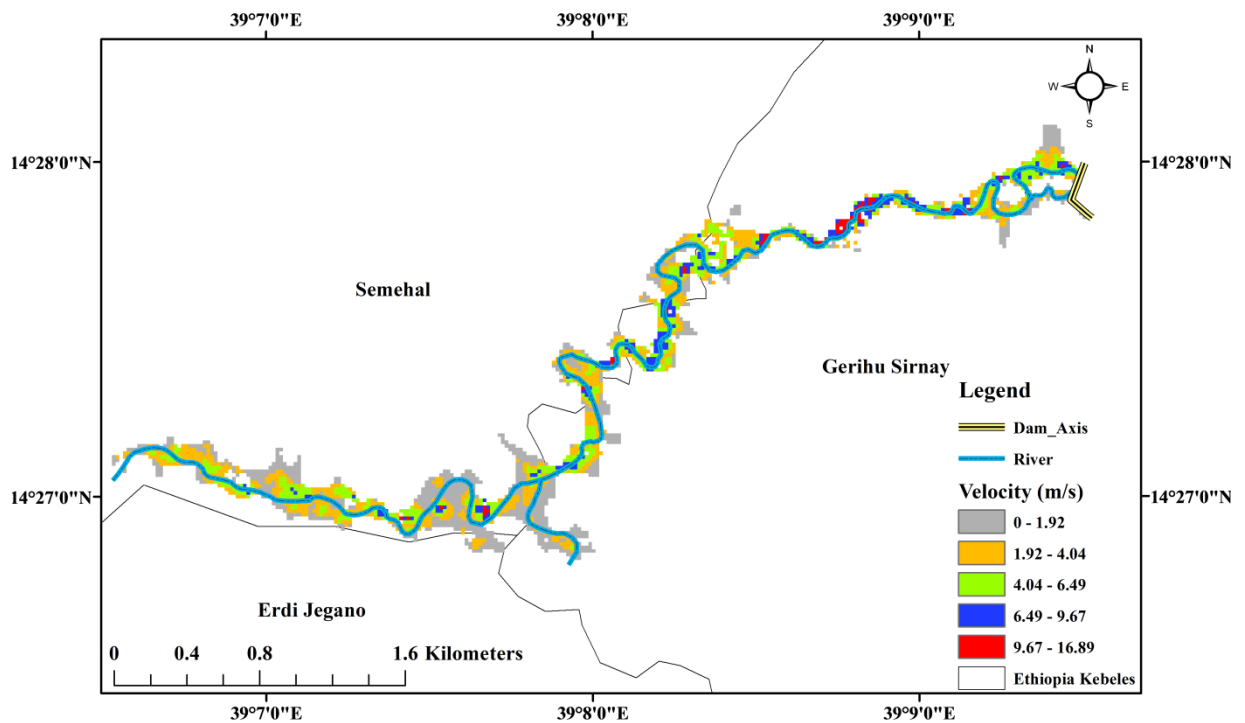 39°7'0"E 39°8'0"E 39°9'0"E
N
W E
S
14°28'0"N 14°28'0"N
Semehal
Gerihu Sirnay
Legend
Dam_Axis
River
14°27'0"N 14°27'0"N
Velocity (m/s)
0 - 1.92
1.92 - 4.04
4.04 - 6.49
6.49 - 9.67
9.67 - 16.89
Ethiopia Kebeles
Erdi Jegano
0 0.4 0.8 1.6 Kilometers
39°7'0"E 39°8'0"E 39°9'0"E